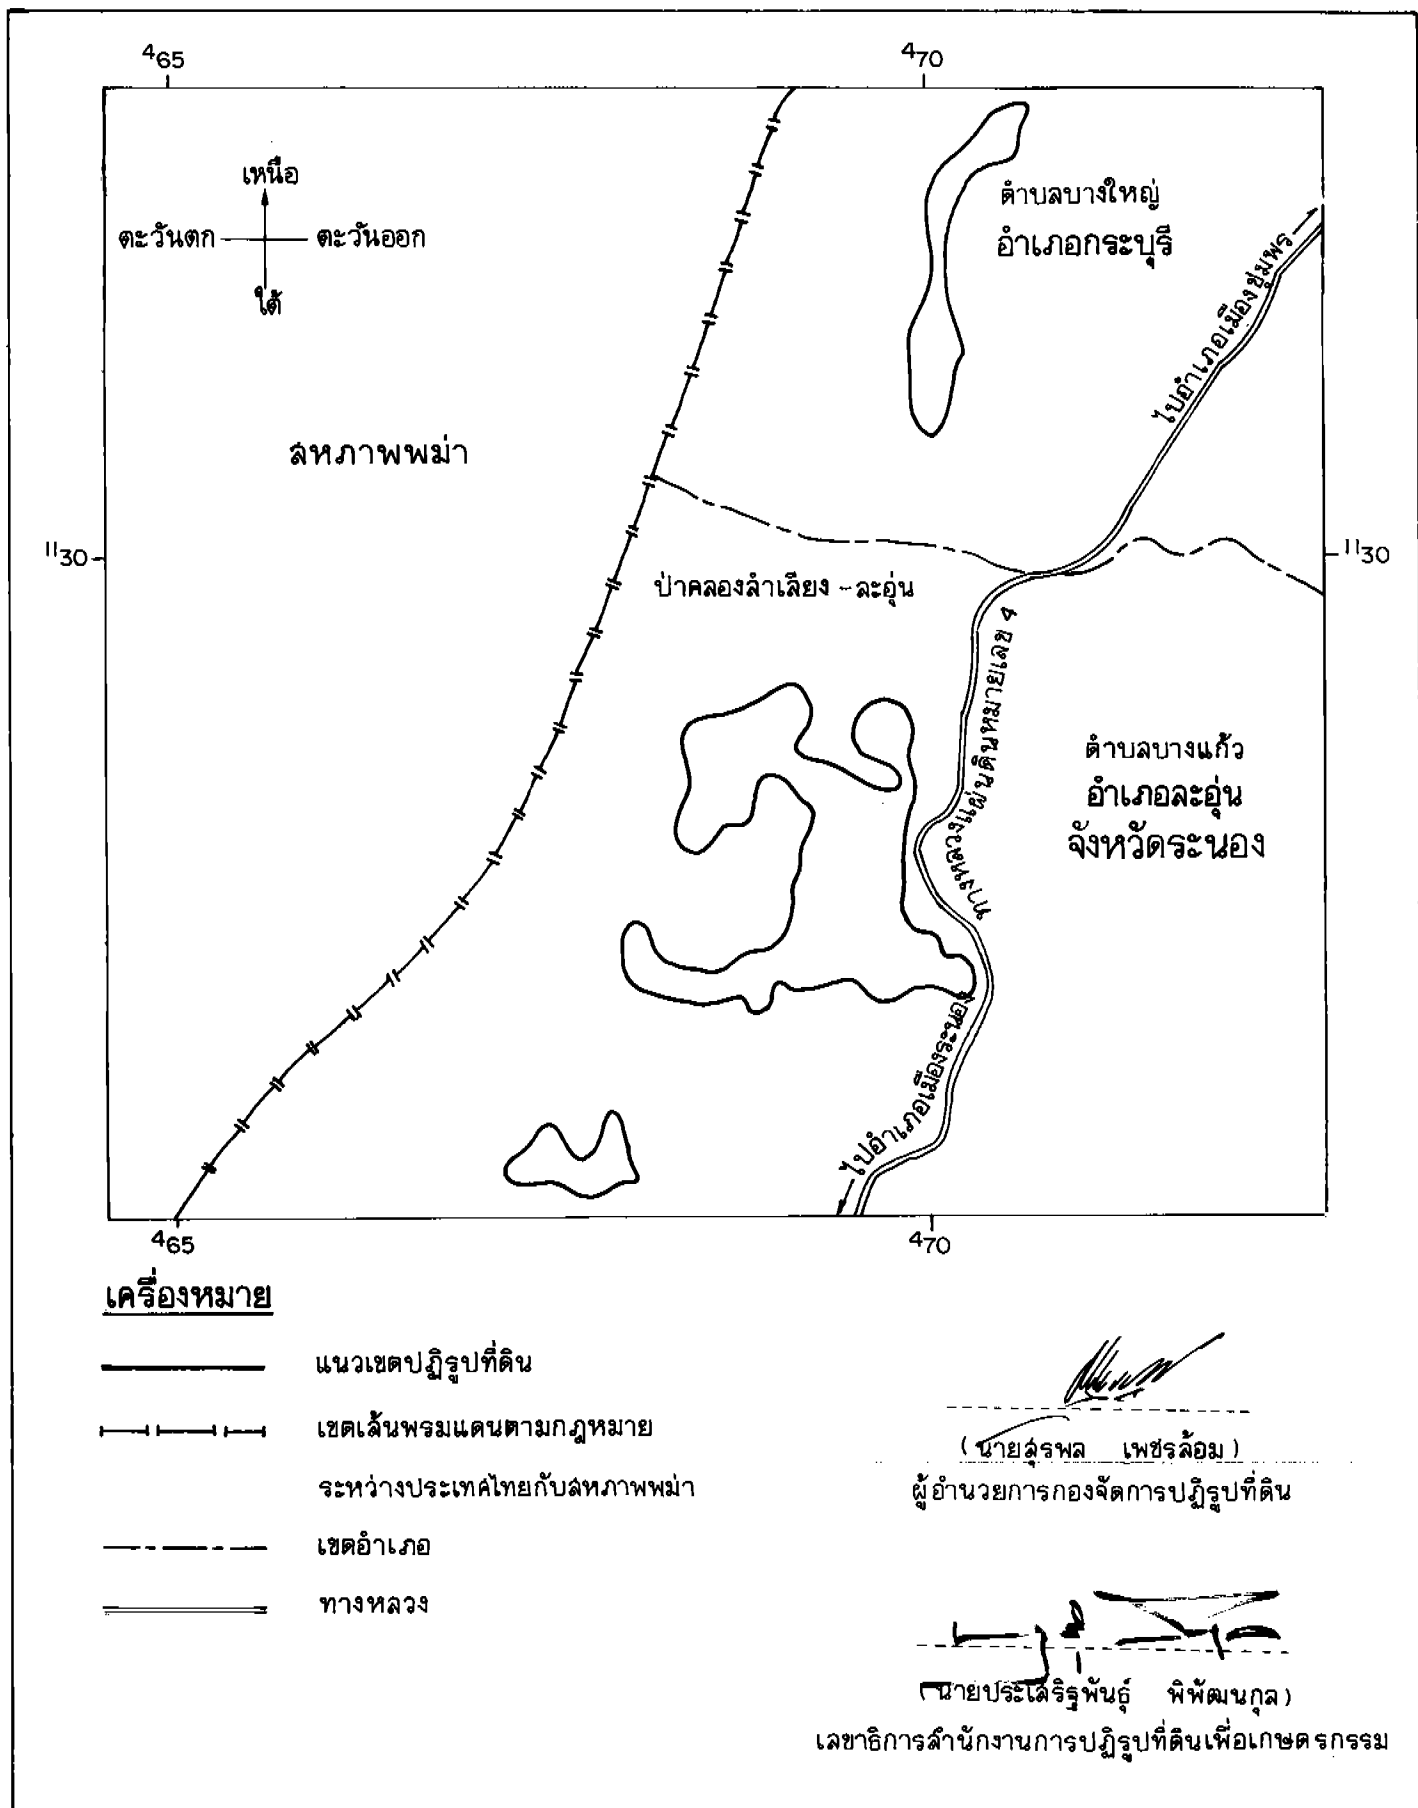 465 470
เหนือ
ตะวันตก ตะวันออก
ใต้
ตำบลบางใหญ่
อำเภอกระบุรี
ไปอำเภอเมืองชุมพร
สหภาพพม่า
1130 1130
ป่าคลองลำเลียง - ละอุ่น
ทางหลวงแผ่นดินหมายเลข 4
ตำบลบางแก้ว
อำเภอละอุ่น
จังหวัดระนอง
ไปอำเภอเมืองระนอง
465 470
เครื่องหมาย
แนวเขตปฏิรูปที่ดิน
เขตเส้นพรมแดนตามกฎหมาย
ระหว่างประเทศไทยกับสหภาพพม่า
เขตอำเภอ
ทางหลวง
(นายสุรพล เพชรล้อม)
ผู้อำนวยการกองจัดการปฏิรูปที่ดิน
(นายประเสริฐพันธุ์ พิพัฒนกุล)
เลขาธิการสำนักงานการปฏิรูปที่ดินเพื่อเกษตรกรรม